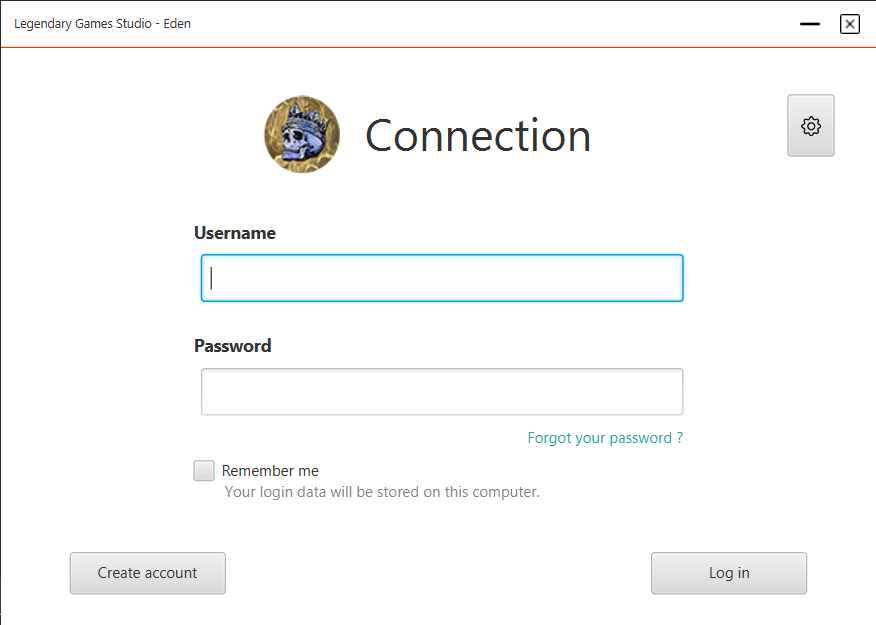 Legendary Games Studio - Eden
Connection
Username
Password
Forgot your password ?
Remember me
Your login data will be stored on this computer.
Create account
Log in